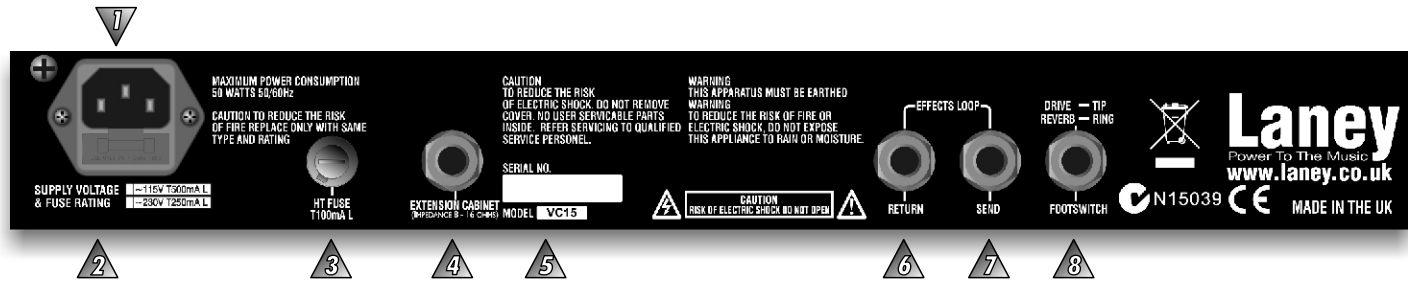 1
MAXIMUM POWER CONSUMPTION
50 WATTS 50/60Hz
CAUTION TO REDUCE THE RISK
OF FIRE REPLACE ONLY WITH SAME
TYPE AND RATING
SUPPLY VOLTAGE
& FUSE RATING
~115V T500mA L
~230V T250mA L
HT FUSE
T100mA L
EXTENSION CABINET
(IMPEDANCE 8 - 16 OHMS)
CAUTION
TO REDUCE THE RISK
OF ELECTRIC SHOCK. DO NOT REMOVE
COVER. NO USER SERVICABLE PARTS
INSIDE. REFER SERVICING TO QUALIFIED
SERVICE PERSONEL.
SERIAL NO.
MODEL VC15
WARNING
THIS APPARATUS MUST BE EARTHED
WARNING
TO REDUCE THE RISK OF FIRE OR
ELECTRIC SHOCK, DO NOT EXPOSE
THIS APPLIANCE TO RAIN OR MOISTURE.
CAUTION
RISK OF ELECTRIC SHOCK DO NOT OPEN
EFFECTS LOOP
RETURN
SEND
DRIVE — TIP
REVERB — RING
FOOTSWITCH
Laney
Power To The Music
www.laney.co.uk
N15039 CE
MADE IN THE UK
2
3
4
5
6
7
8